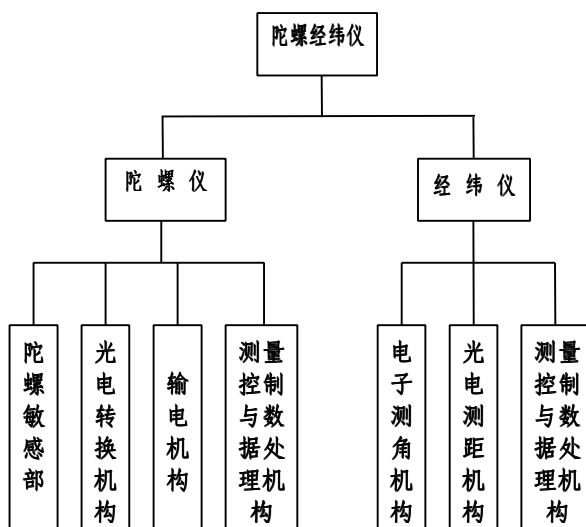 陀螺经纬仪
陀螺仪
经纬仪
陀螺敏感部
光电转换机构
输电机构
测量
控制
与数
据处
理机
构
电子测角机构
光电测距机构
测量
控制
与数
据处
理机
构